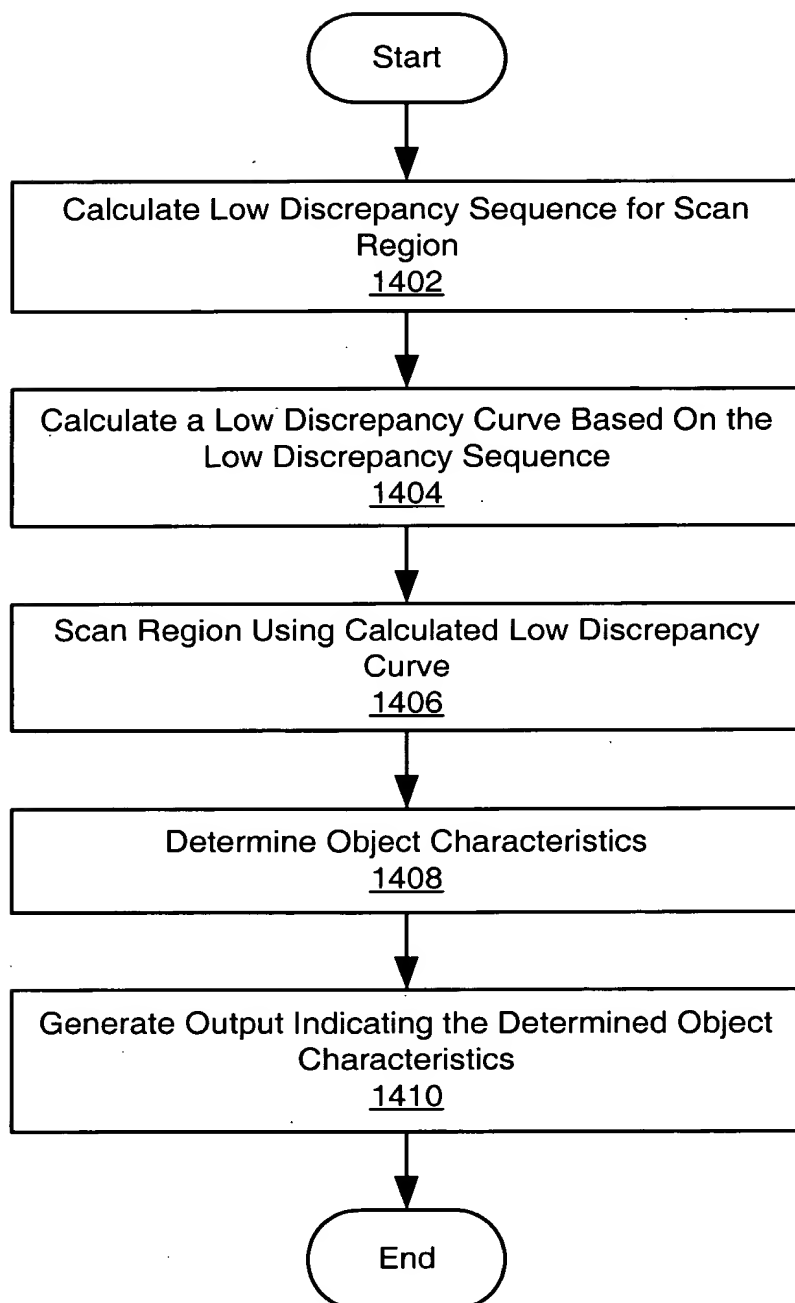 Start
Calculate Low Discrepancy Sequence for Scan
Region
1402
Calculate a Low Discrepancy Curve Based On the
Low Discrepancy Sequence
1404
Scan Region Using Calculated Low Discrepancy
Curve
1406
Determine Object Characteristics
1408
Generate Output Indicating the Determined Object
Characteristics
1410
End